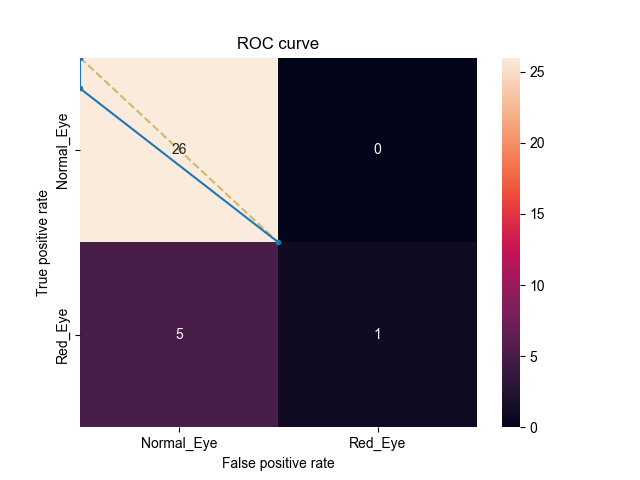 ROC curve
True positive rate
Normal_Eye
Red_Eye
26
0
5
1
Normal_Eye
Red_Eye
False positive rate
25
20
15
10
5
0